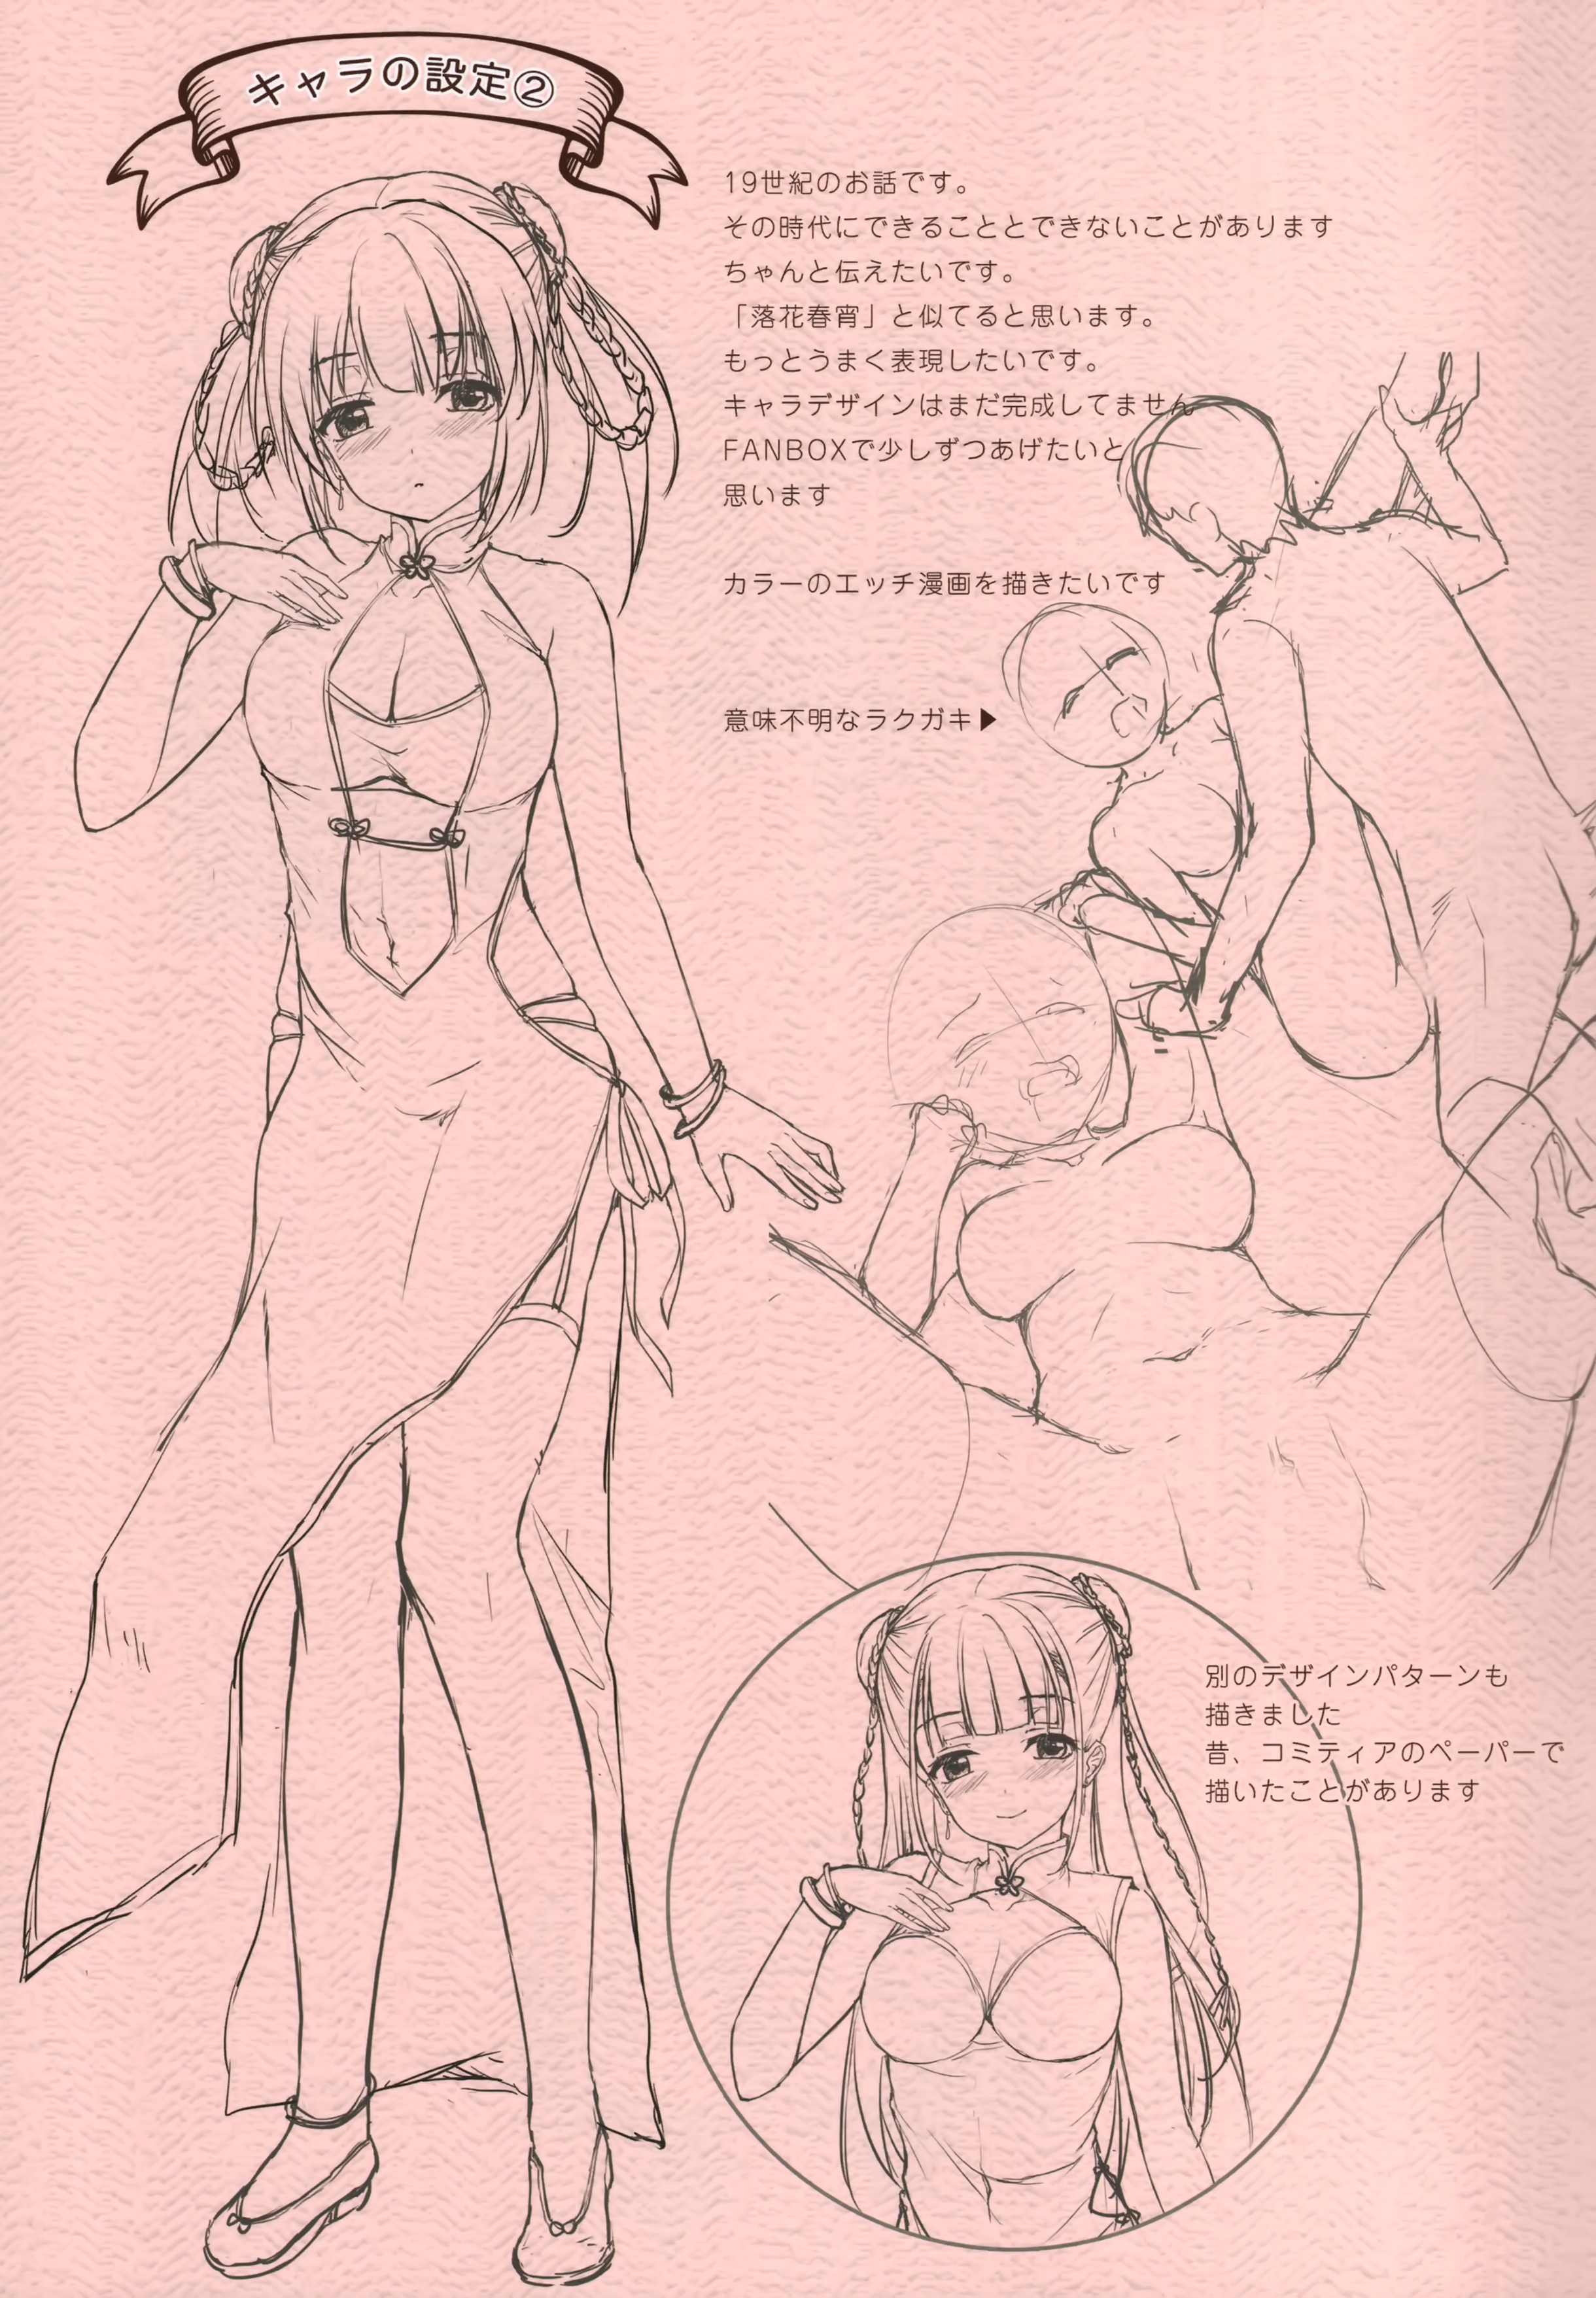 キャラの設定②
19世紀のお話です。
その時代にできることとできないことがあります
ちゃんと伝えたいです。
「落花春宵」と似てると思います。
もっとうまく表現したいです。
キャラデザインはまだ完成してません
FANBOXで少しずつあげたいと
思います
カラーのエッチ漫画を描きたいです
意味不明なラクガキ▶
別のデザインパターンも
描きました
昔、コミティアのペーパーで
描いたことがあります